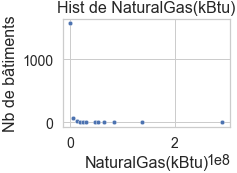 Hist de NaturalGas(kBtu)
Nb de bâtiments
1000
0
0
2
1e8
NaturalGas(kBtu)